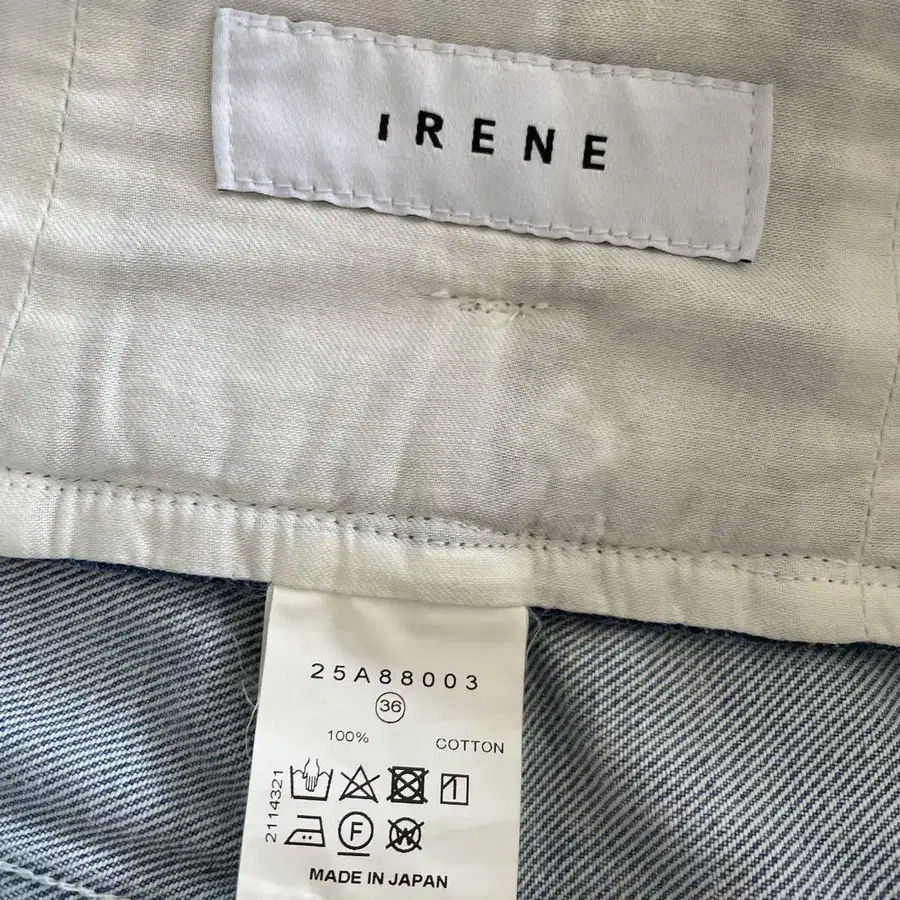 IRENE
25A88003
36
100% COTTON
2114321
F
W
MADE IN JAPAN